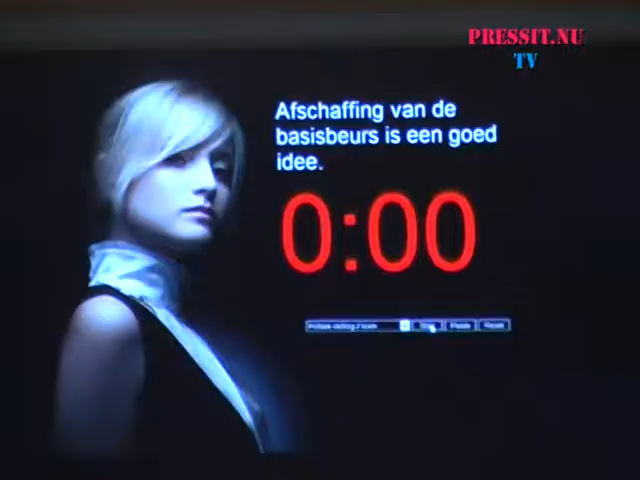 PRESSIT.NU
TV
Afschaffing van de
basisbeurs is een goed
idee.
0:00